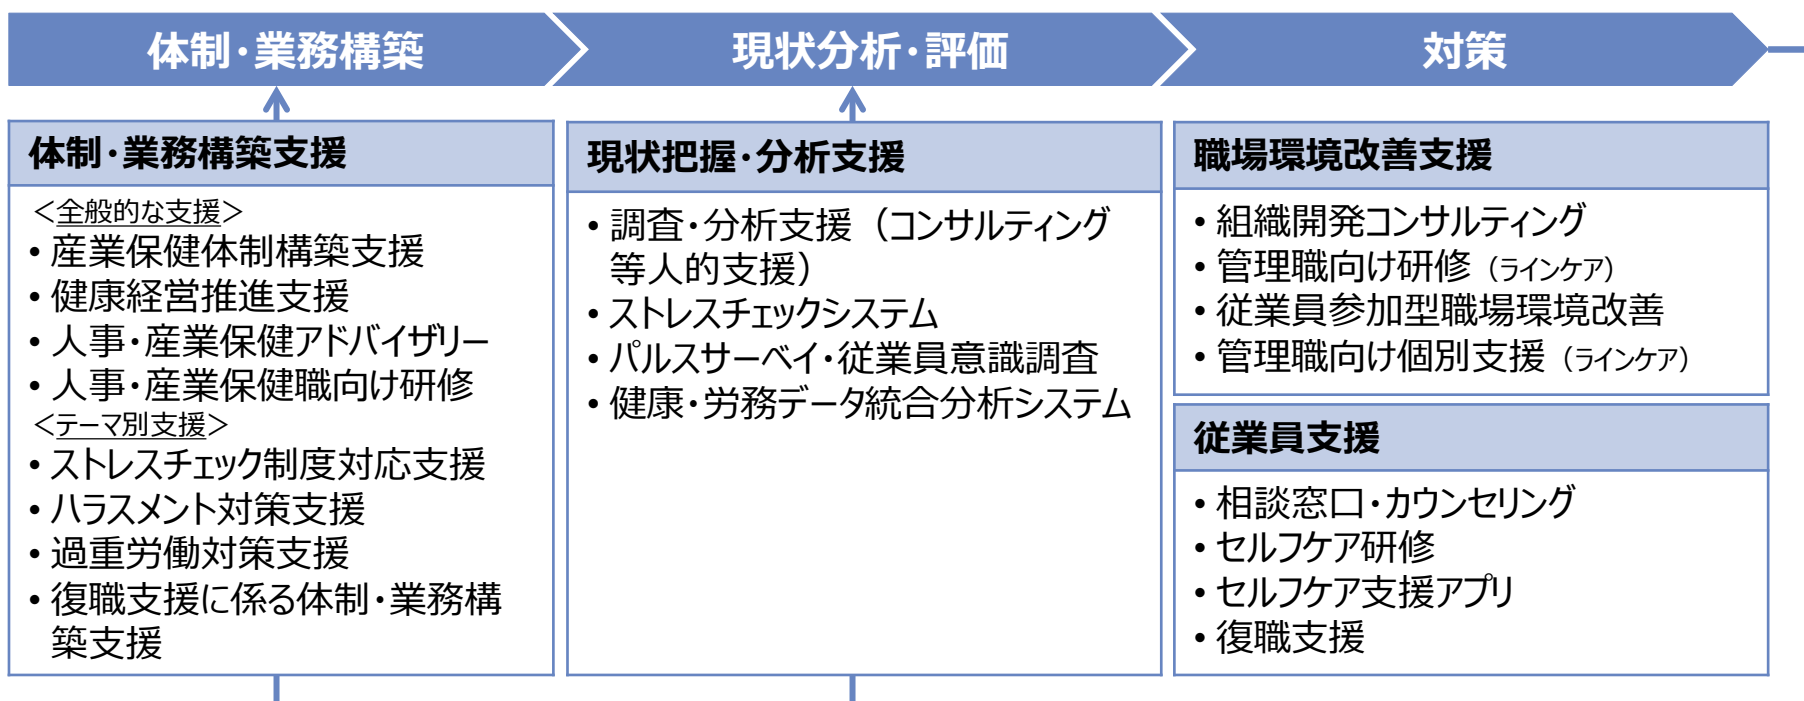 体制・業務構築
現状分析・評価
対策
体制・業務構築支援
＜全般的な支援＞
• 産業保健体制構築支援
• 健康経営推進支援
• 人事・産業保健アドバイザリー
• 人事・産業保健職向け研修
＜テーマ別支援＞
• ストレスチェック制度対応支援
• ハラスメント対策支援
• 過重労働対策支援
• 復職支援に係る体制・業務構
築支援
現状把握・分析支援
• 調査・分析支援（コンサルティング
等人的支援）
• ストレスチェックシステム
• パルスサーベイ・従業員意識調査
• 健康・労務データ統合分析システム
職場環境改善支援
• 組織開発コンサルティング
• 管理職向け研修（ラインケア）
• 従業員参加型職場環境改善
• 管理職向け個別支援（ラインケア）
従業員支援
• 相談窓口・カウンセリング
• セルフケア研修
• セルフケア支援アプリ
• 復職支援